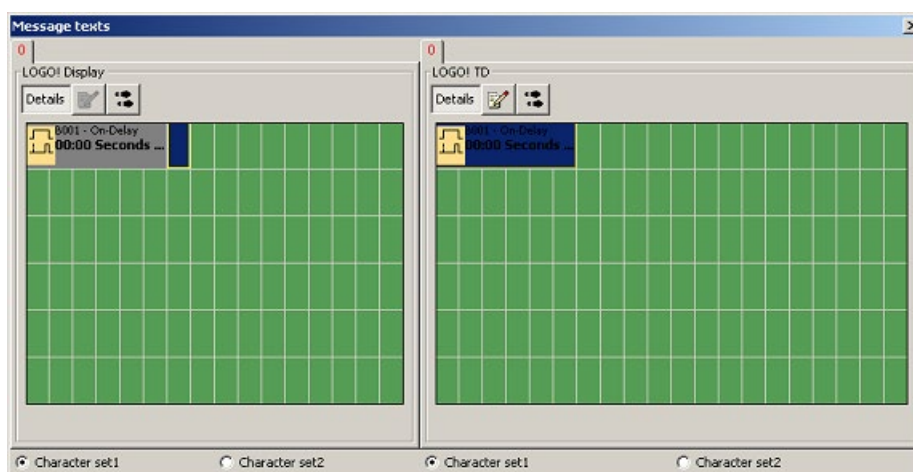 Message texts
0
LOGO! Display
Details
B001 - On-Delay
00:00 Seconds ...
Character set1
Character set2
0
LOGO! TD
Details
B001 - On-Delay
00:00 Seconds ...
Character set1
Character set2